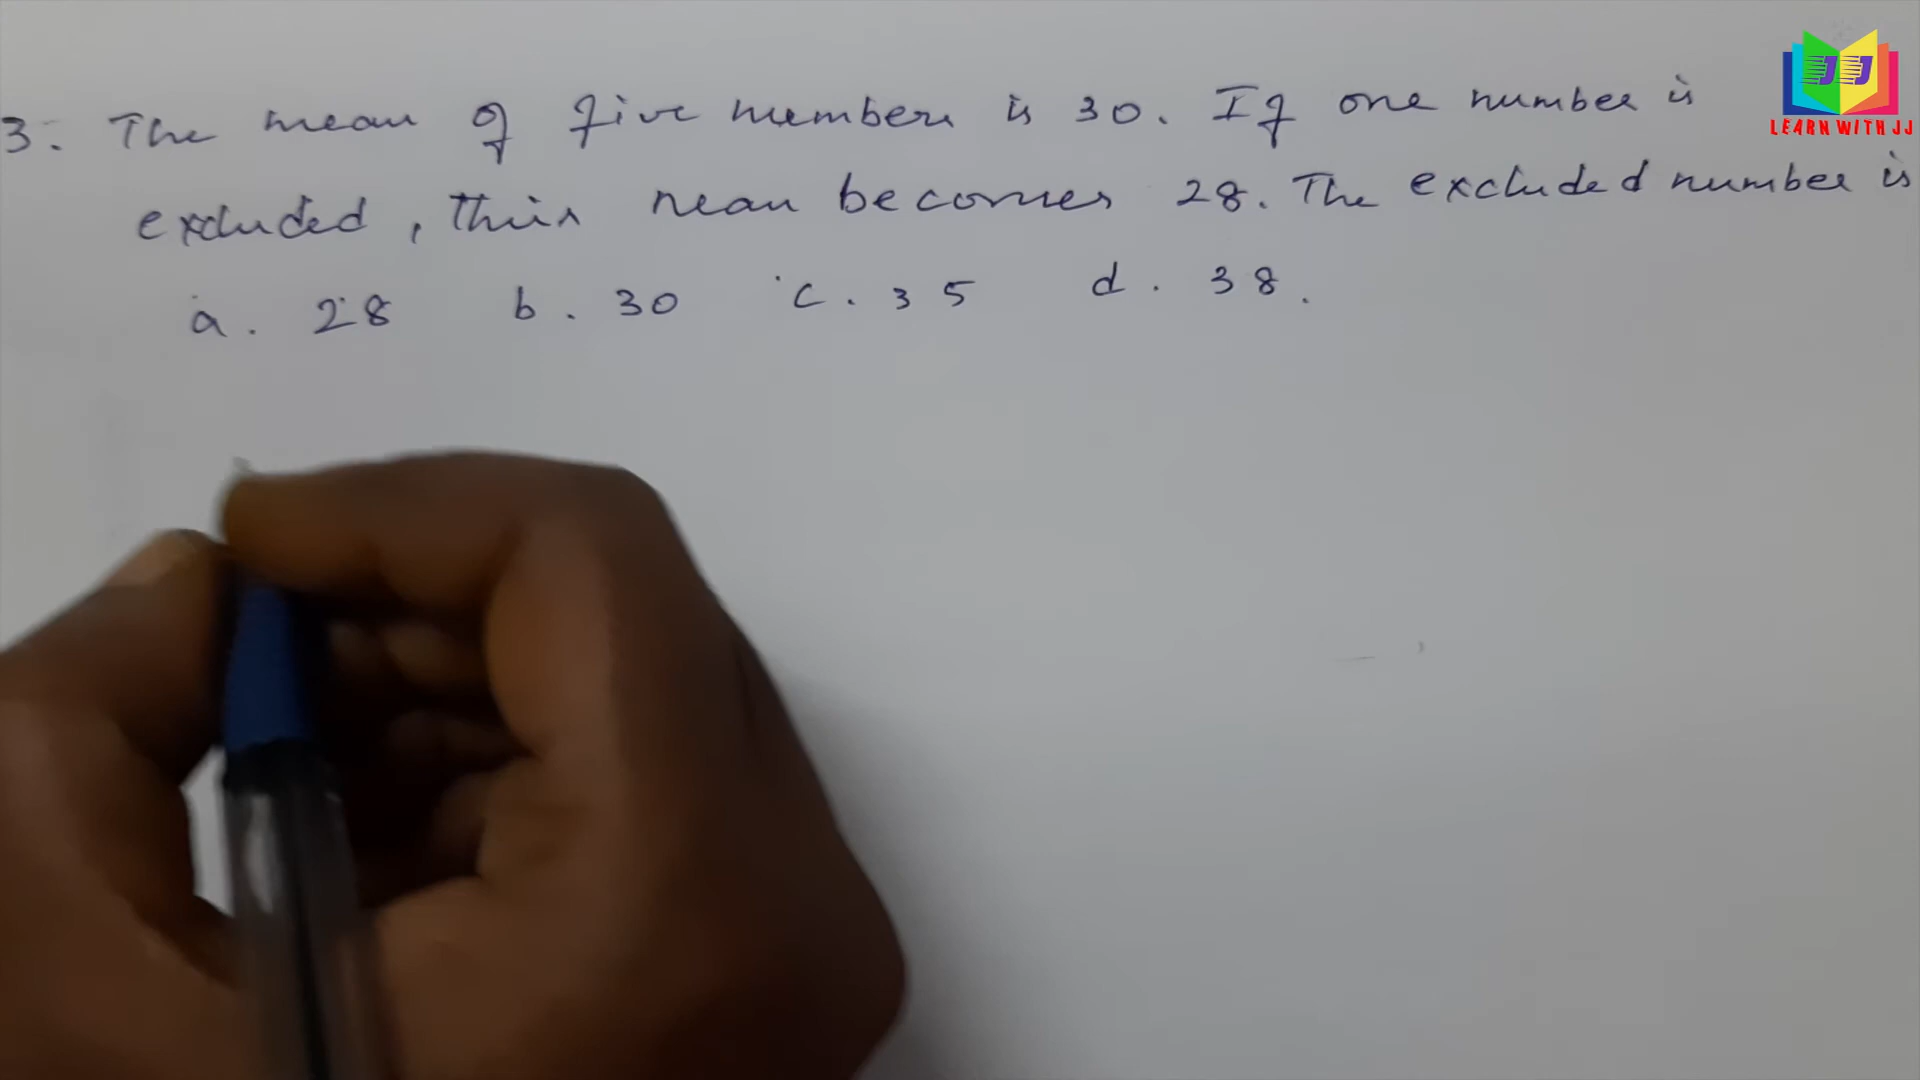 3. The mean of five numbers is 30. If one number is
excluded, their mean becomes 28. The excluded number is
a. 28 b. 30 c. 35 d. 38.
JJ
LEARN WITH JJ